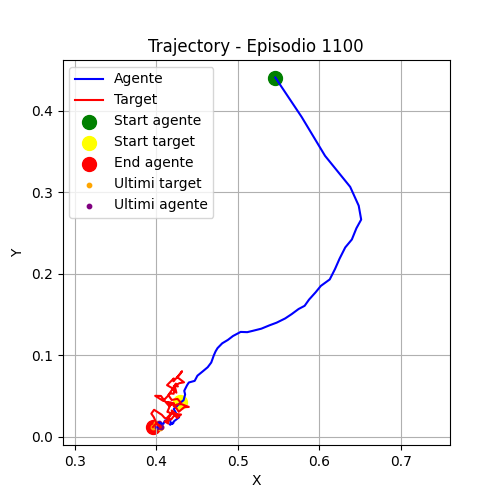 Trajectory - Episodio 1100
Agente
Target
Start agente
Start target
End agente
Ultimi target
Ultimi agente
Y
0.4
0.3
0.2
0.1
0.0
0.3
0.4
0.5
0.6
0.7
X